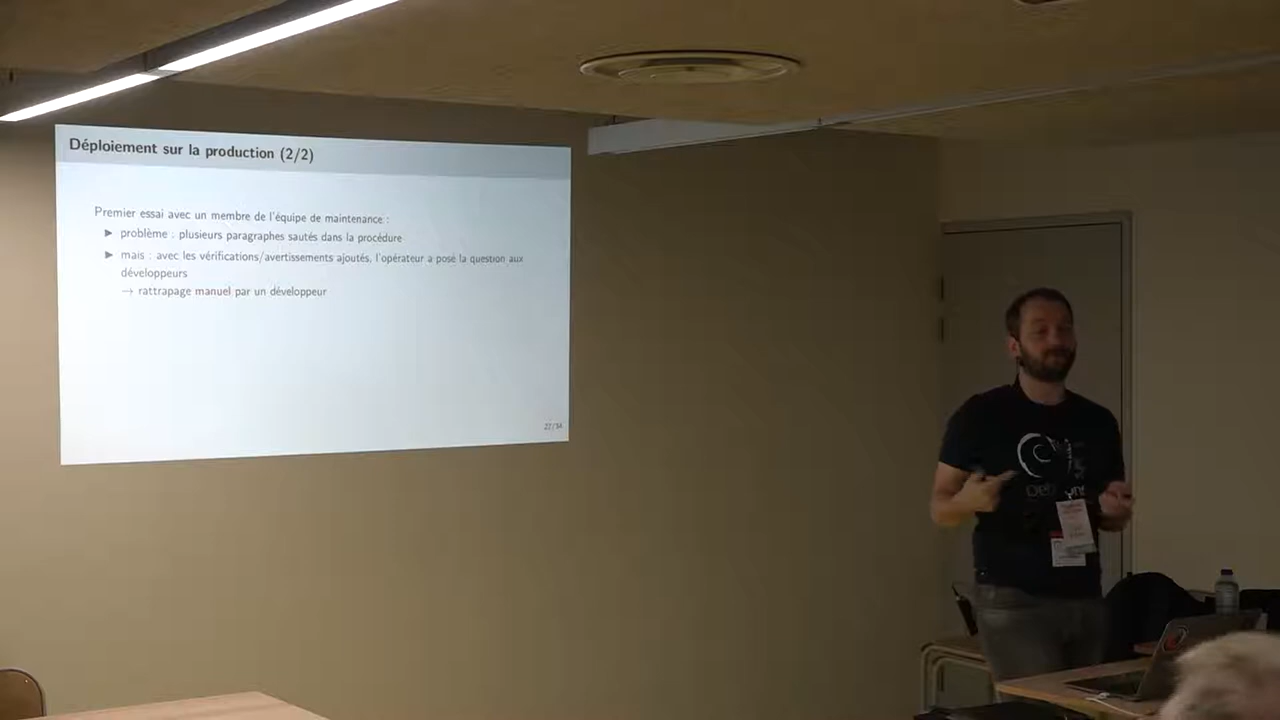 Déploiement sur la production (2/2)
Premier essai avec un membre de l'équipe de maintenance :
▶ problème : plusieurs paragraphes sautés dans la procédure
▶ mais : avec les vérifications/avertissements ajoutés, l'opérateur a posé la question aux
développeurs
→ rattrapage manuel par un développeur